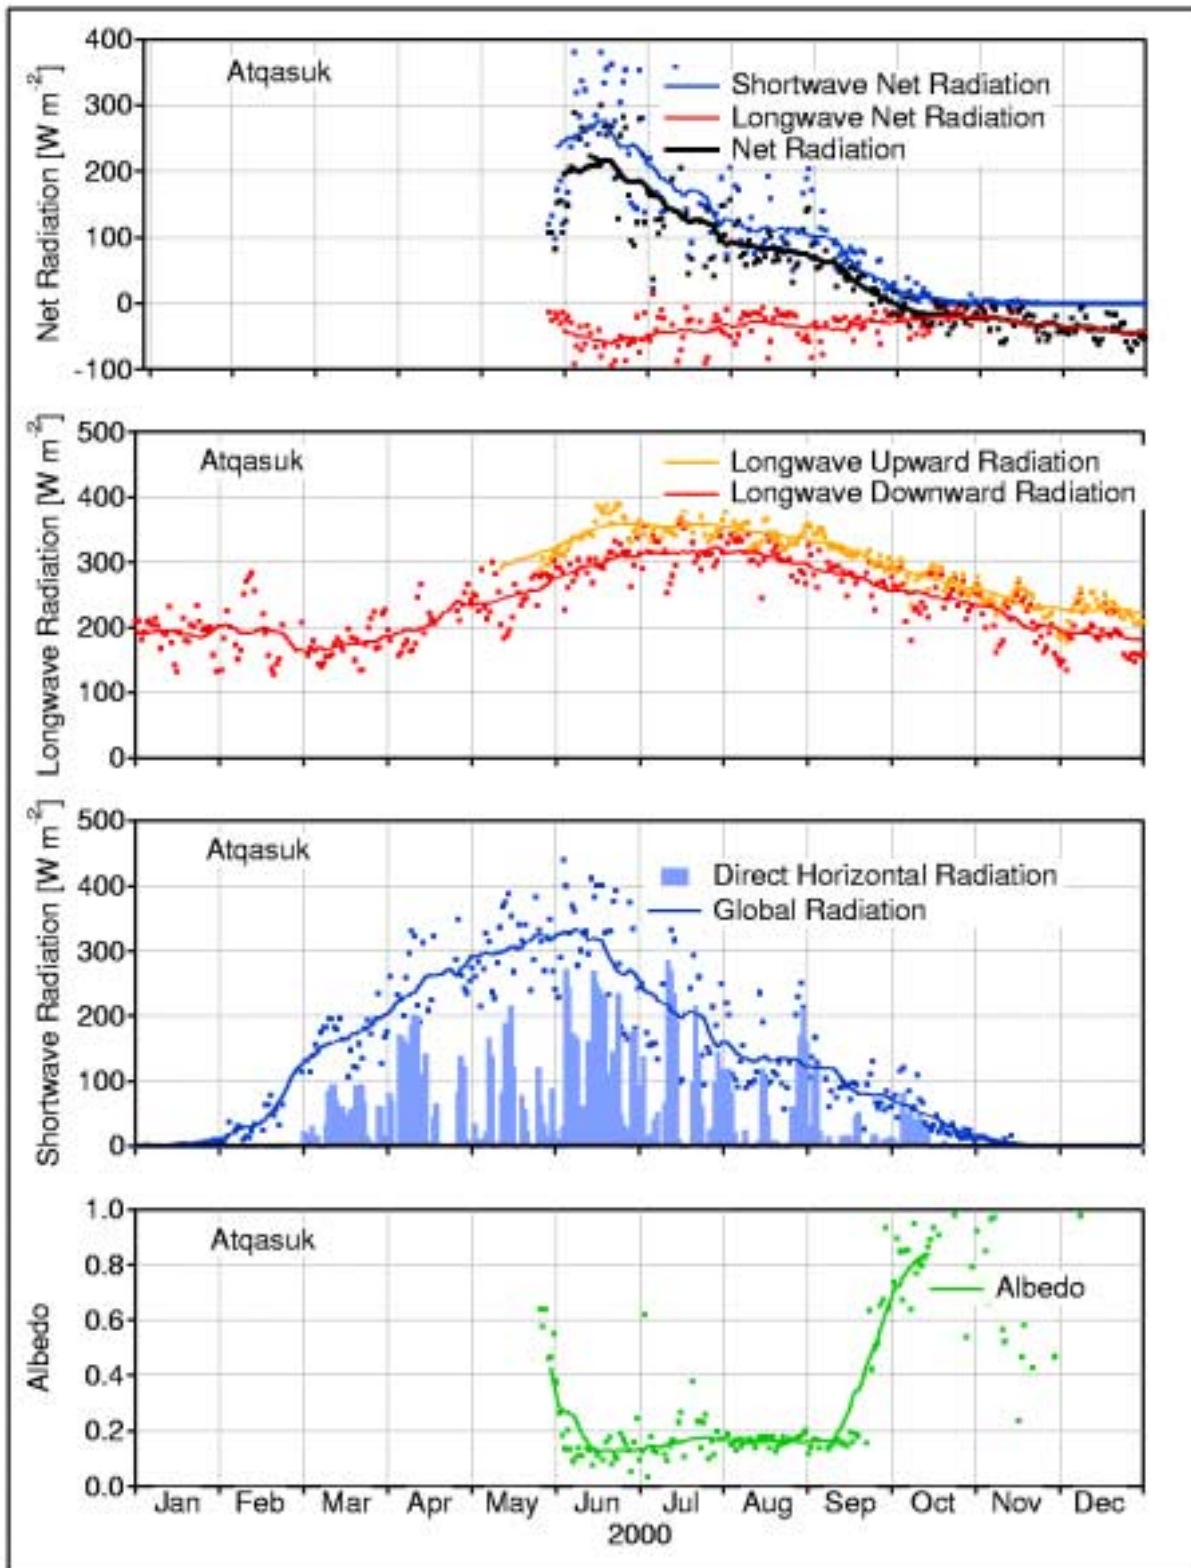 Net Radiation [W m-2]
400
300
200
100
0
-100
Atqasuk
Shortwave Net Radiation
Longwave Net Radiation
Net Radiation
Longwave Radiation [W m-2]
500
400
300
200
100
0
Atqasuk
Longwave Upward Radiation
Longwave Downward Radiation
Shortwave Radiation [W m-2]
500
400
300
200
100
0
Atqasuk
Direct Horizontal Radiation
Global Radiation
Albedo
1.0
0.8
0.6
0.4
0.2
0.0
Atqasuk
Albedo
Jan Feb Mar Apr May Jun Jul Aug Sep Oct Nov Dec
2000